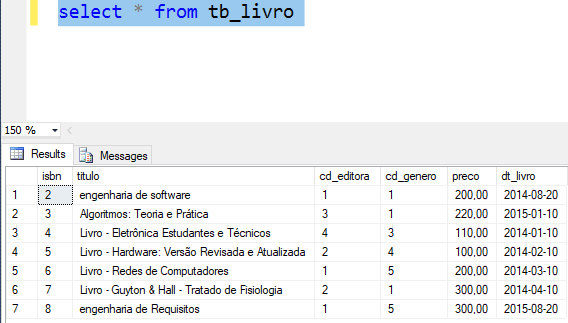 select * from tb_livro
150 %
Results Messages
isbn titulo cd_editora cd_genero preco dt_livro
1 2 engenharia de software 1 1 200,00 2014-08-20
2 3 Algoritmos: Teoria e Prática 3 1 220,00 2015-01-10
3 4 Livro - Eletrônica Estudantes e Técnicos 4 3 110,00 2014-01-10
4 5 Livro - Hardware: Versão Revisada e Atualizada 2 4 100,00 2014-02-10
5 6 Livro - Redes de Computadores 1 5 200,00 2014-03-10
6 7 Livro - Guyton & Hall - Tratado de Fisiologia 2 1 300,00 2014-04-10
7 8 engenharia de Requisitos 1 5 300,00 2015-08-20